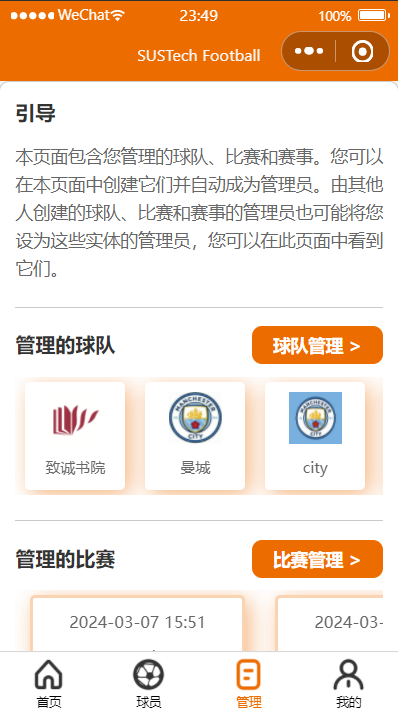 WeChat 23:49 100%
SUSTech Football
引导
本页面包含您管理的球队、比赛和赛事。您可以
在本页面中创建它们并自动成为管理员。由其他
人创建的球队、比赛和赛事的管理员也可能将您
设为这些实体的管理员，您可以在此页面中看到
它们。
管理的球队 球队管理 >
MANCHESTER CITY MANCHESTER CITY
致诚书院 曼城 city
管理的比赛 比赛管理 >
2024-03-07 15:51 2024-03-
首页 球员 管理 我的